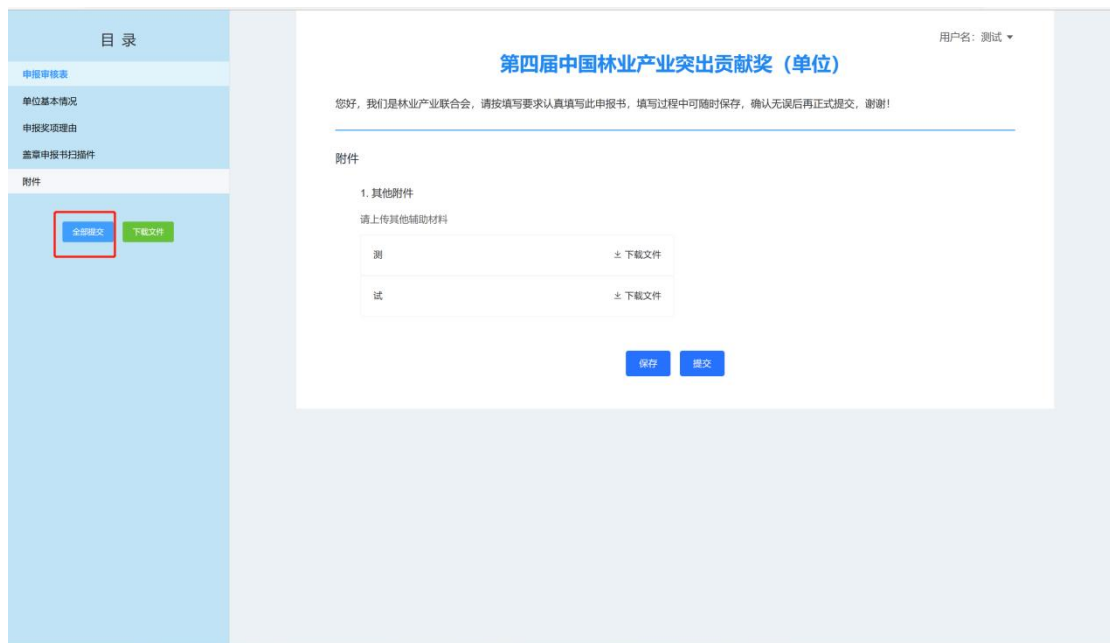 目录
申报审核表
单位基本情况
申报奖项理由
盖章申报书扫描件
附件
全部提交 下载文件
用户名：测试
第四届中国林业产业突出贡献奖（单位）
您好，我们是林业产业联合会，请按填写要求认真填写此申报书，填写过程中可随时保存，确认无误后再正式提交，谢谢！
附件
1. 其他附件
请上传其他辅助材料
测 下载文件
试 下载文件
保存 提交